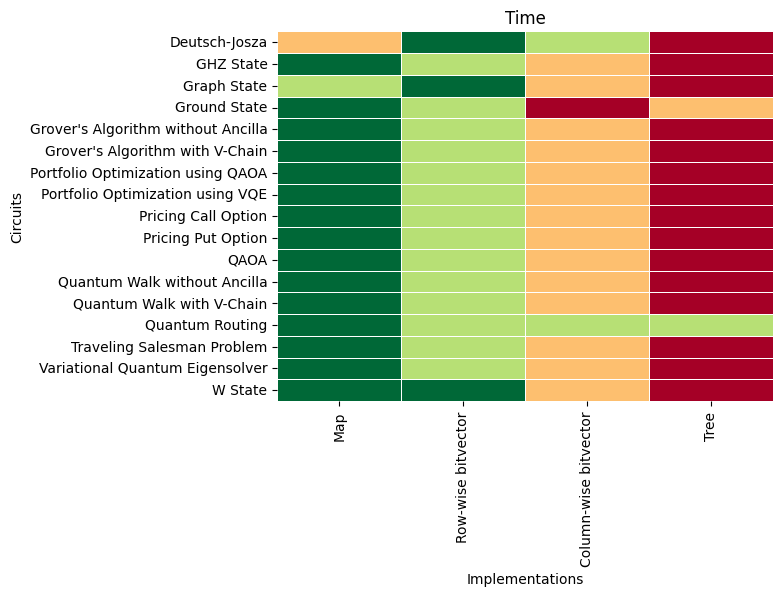 Time
Deutsch-Josza
GHZ State
Graph State
Ground State
Grover's Algorithm without Ancilla
Grover's Algorithm with V-Chain
Portfolio Optimization using QAOA
Portfolio Optimization using VQE
Pricing Call Option
Pricing Put Option
QAOA
Quantum Walk without Ancilla
Quantum Walk with V-Chain
Quantum Routing
Traveling Salesman Problem
Variational Quantum Eigensolver
W State
Circuits
Map
Row-wise bitvector
Column-wise bitvector
Tree
Implementations